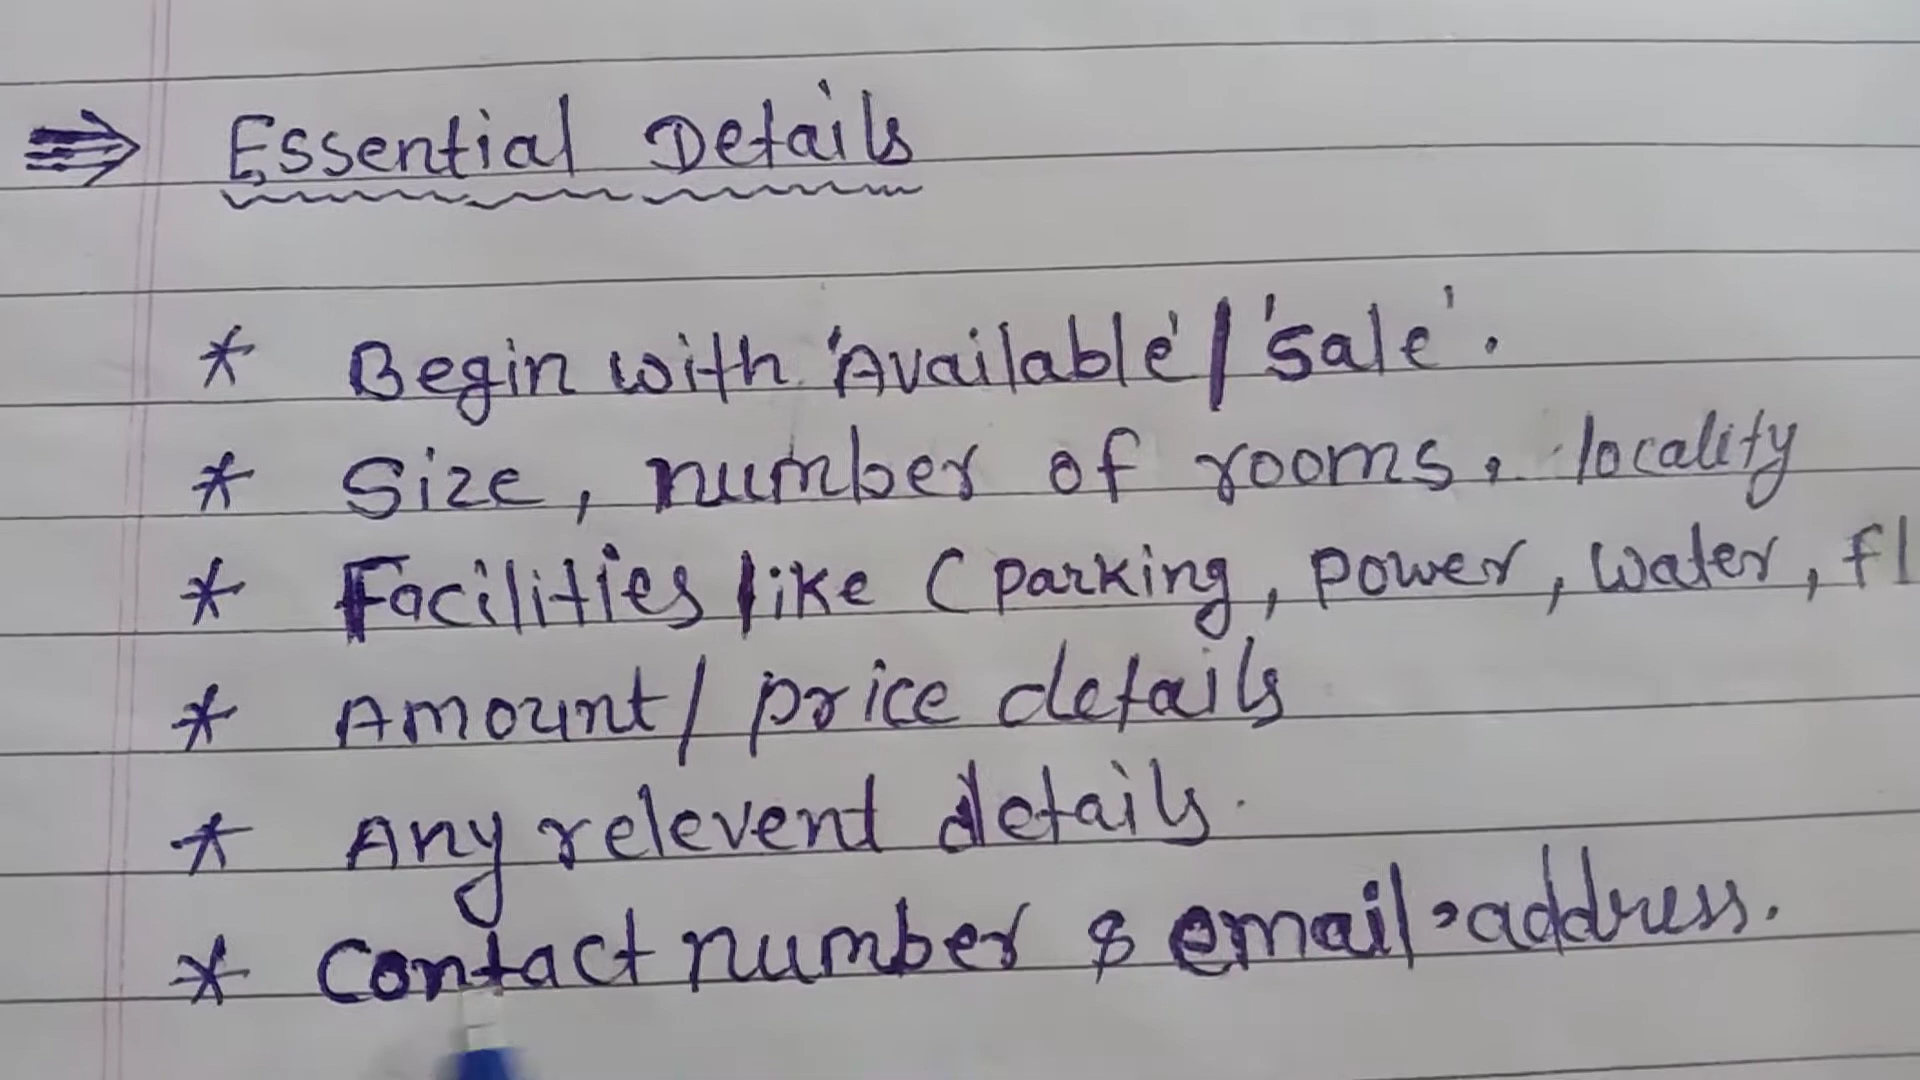 Essential Details
* Begin with 'Available' / 'Sale'.
* Size, number of rooms, locality
* Facilities like ( parking, power, water, fl
* Amount / price details
* Any relevent details.
* Contact number & email, address.